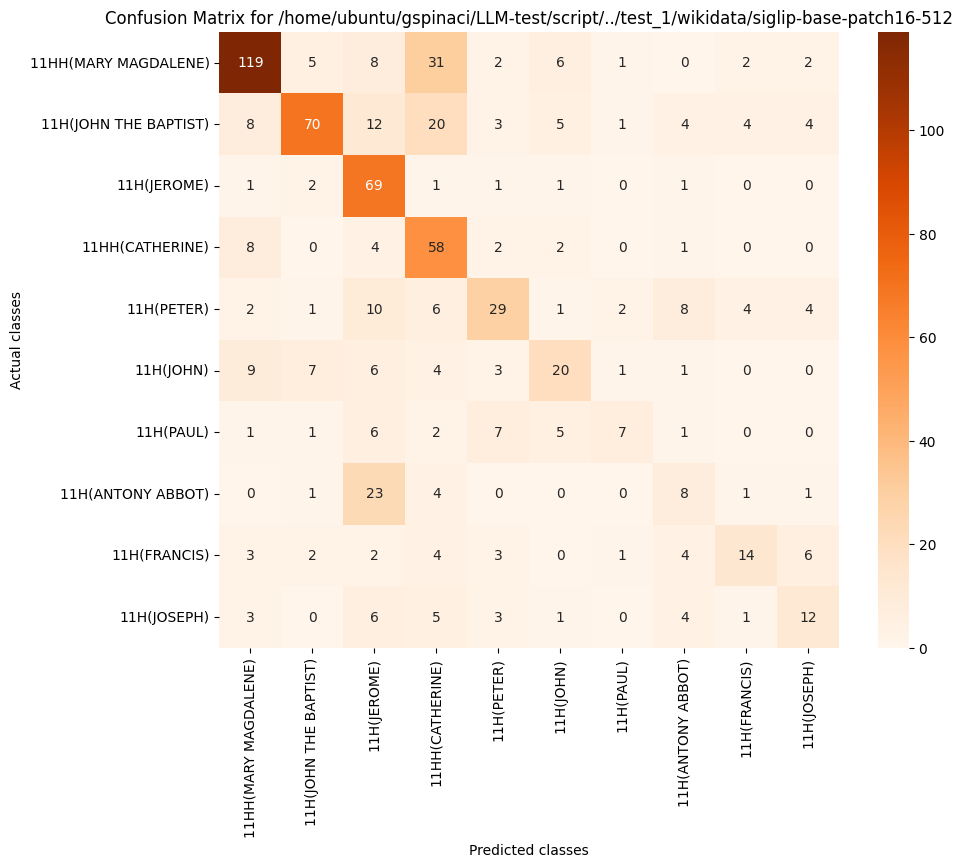 Confusion Matrix for /home/ubuntu/gspinaci/LLM-test/script/../test_1/wikidata/siglip-base-patch16-512
Actual classes
11HH(MARY MAGDALENE) 119 5 8 31 2 6 1 0 2 2
11H(JOHN THE BAPTIST) 8 70 12 20 3 5 1 4 4 4
11H(JEROME) 1 2 69 1 1 1 0 1 0 0
11HH(CATHERINE) 8 0 4 58 2 2 0 1 0 0
11H(PETER) 2 1 10 6 29 1 2 8 4 4
11H(JOHN) 9 7 6 4 3 20 1 1 0 0
11H(PAUL) 1 1 6 2 7 5 7 1 0 0
11H(ANTONY ABBOT) 0 1 23 4 0 0 0 8 1 1
11H(FRANCIS) 3 2 2 4 3 0 1 4 14 6
11H(JOSEPH) 3 0 6 5 3 1 0 4 1 12
11HH(MARY MAGDALENE)
11H(JOHN THE BAPTIST)
11H(JEROME)
11HH(CATHERINE)
11H(PETER)
11H(JOHN)
11H(PAUL)
11H(ANTONY ABBOT)
11H(FRANCIS)
11H(JOSEPH)
Predicted classes
100
80
60
40
20
0